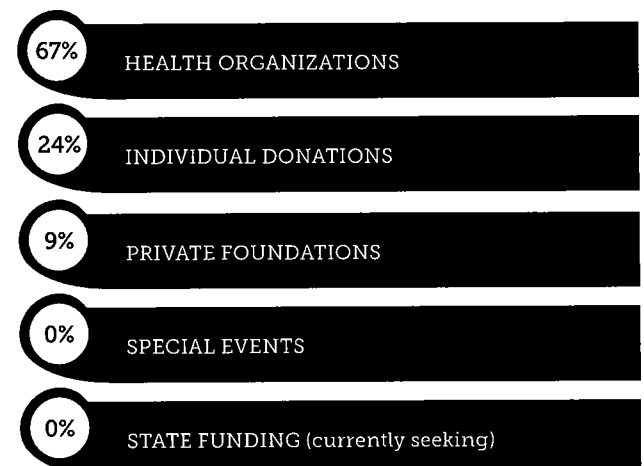 67% HEALTH ORGANIZATIONS
24% INDIVIDUAL DONATIONS
9% PRIVATE FOUNDATIONS
0% SPECIAL EVENTS
0% STATE FUNDING (currently seeking)